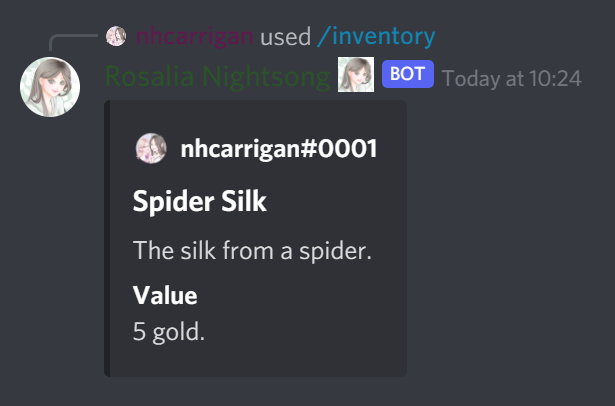 nhcarrigan used /inventory
Rosalia Nightsong BOT Today at 10:24
nhcarrigan#0001
Spider Silk
The silk from a spider.
Value
5 gold.